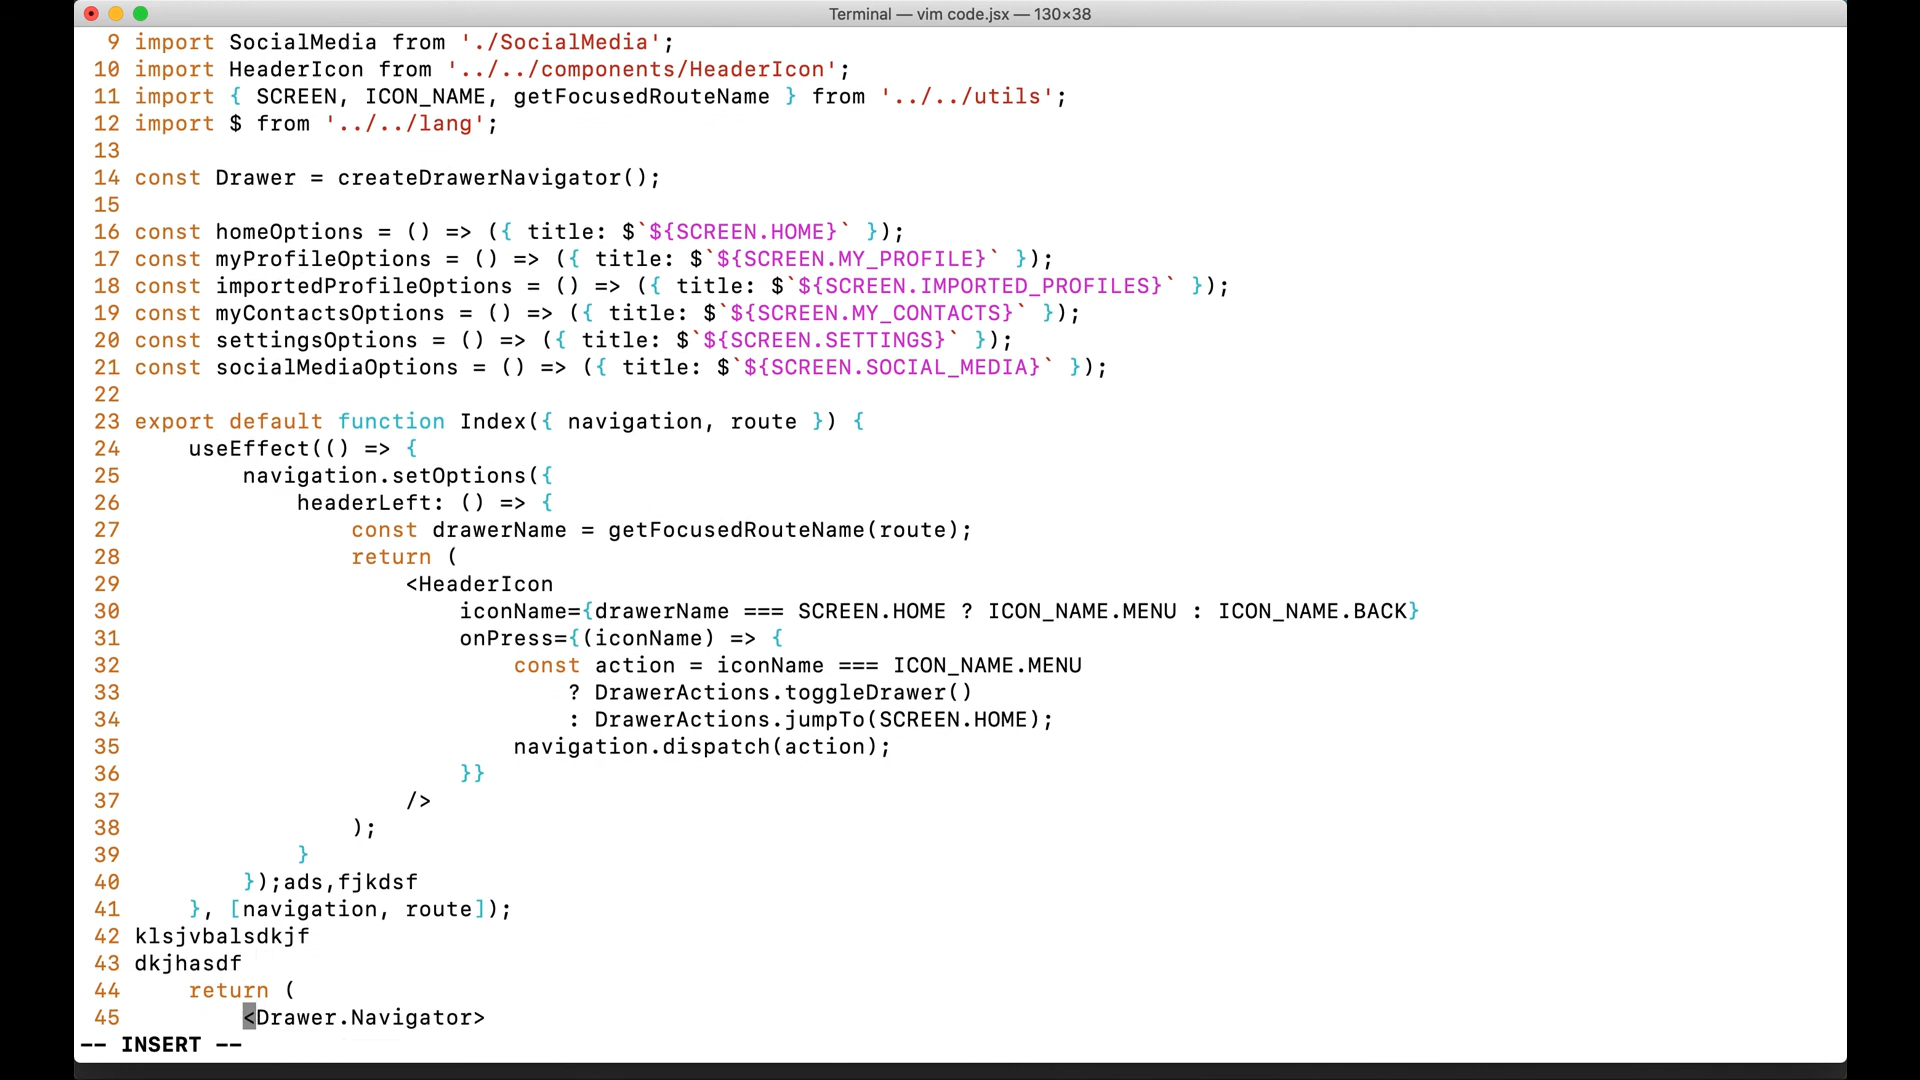 Terminal — vim code.jsx — 130×38
9 import SocialMedia from './SocialMedia';
10 import HeaderIcon from '../../components/HeaderIcon';
11 import { SCREEN, ICON_NAME, getFocusedRouteName } from '../../utils';
12 import $ from '../../lang';
13
14 const Drawer = createDrawerNavigator();
15
16 const homeOptions = () => ({ title: $`${SCREEN.HOME}` });
17 const myProfileOptions = () => ({ title: $`${SCREEN.MY_PROFILE}` });
18 const importedProfileOptions = () => ({ title: $`${SCREEN.IMPORTED_PROFILES}` });
19 const myContactsOptions = () => ({ title: $`${SCREEN.MY_CONTACTS}` });
20 const settingsOptions = () => ({ title: $`${SCREEN.SETTINGS}` });
21 const socialMediaOptions = () => ({ title: $`${SCREEN.SOCIAL_MEDIA}` });
22
23 export default function Index({ navigation, route }) {
24     useEffect(() => {
25         navigation.setOptions({
26             headerLeft: () => {
27                 const drawerName = getFocusedRouteName(route);
28                 return (
29                     <HeaderIcon
30                         iconName={drawerName === SCREEN.HOME ? ICON_NAME.MENU : ICON_NAME.BACK}
31                         onPress={(iconName) => {
32                             const action = iconName === ICON_NAME.MENU
33                                 ? DrawerActions.toggleDrawer()
34                                 : DrawerActions.jumpTo(SCREEN.HOME);
35                             navigation.dispatch(action);
36                         }}
37                     />
38                 );
39             }
40         });ads,fjkdsf
41     }, [navigation, route]);
42 klsjvbalsdkjf
43 dkjhasdf
44     return (
45         <Drawer.Navigator>
-- INSERT --